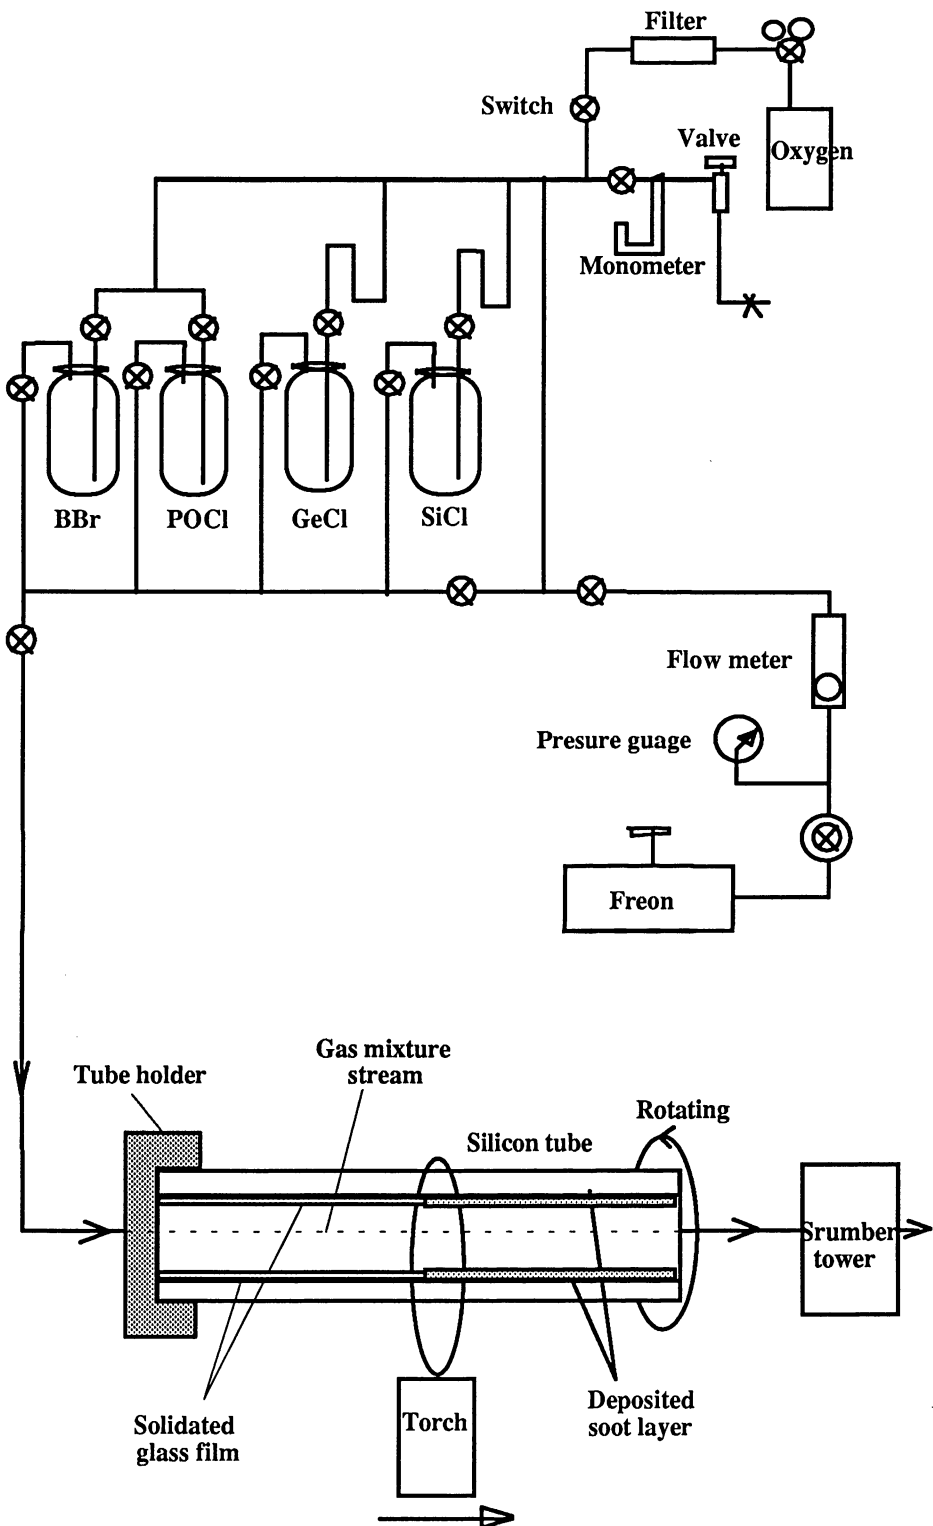 Filter
Switch
Valve
Oxygen
Monometer
BBr
POCl
GeCl
SiCl
Flow meter
Presure guage
Freon
Gas mixture
stream
Tube holder
Rotating
Silicon tube
Srumber
tower
Deposited
soot layer
Torch
Solidated
glass film